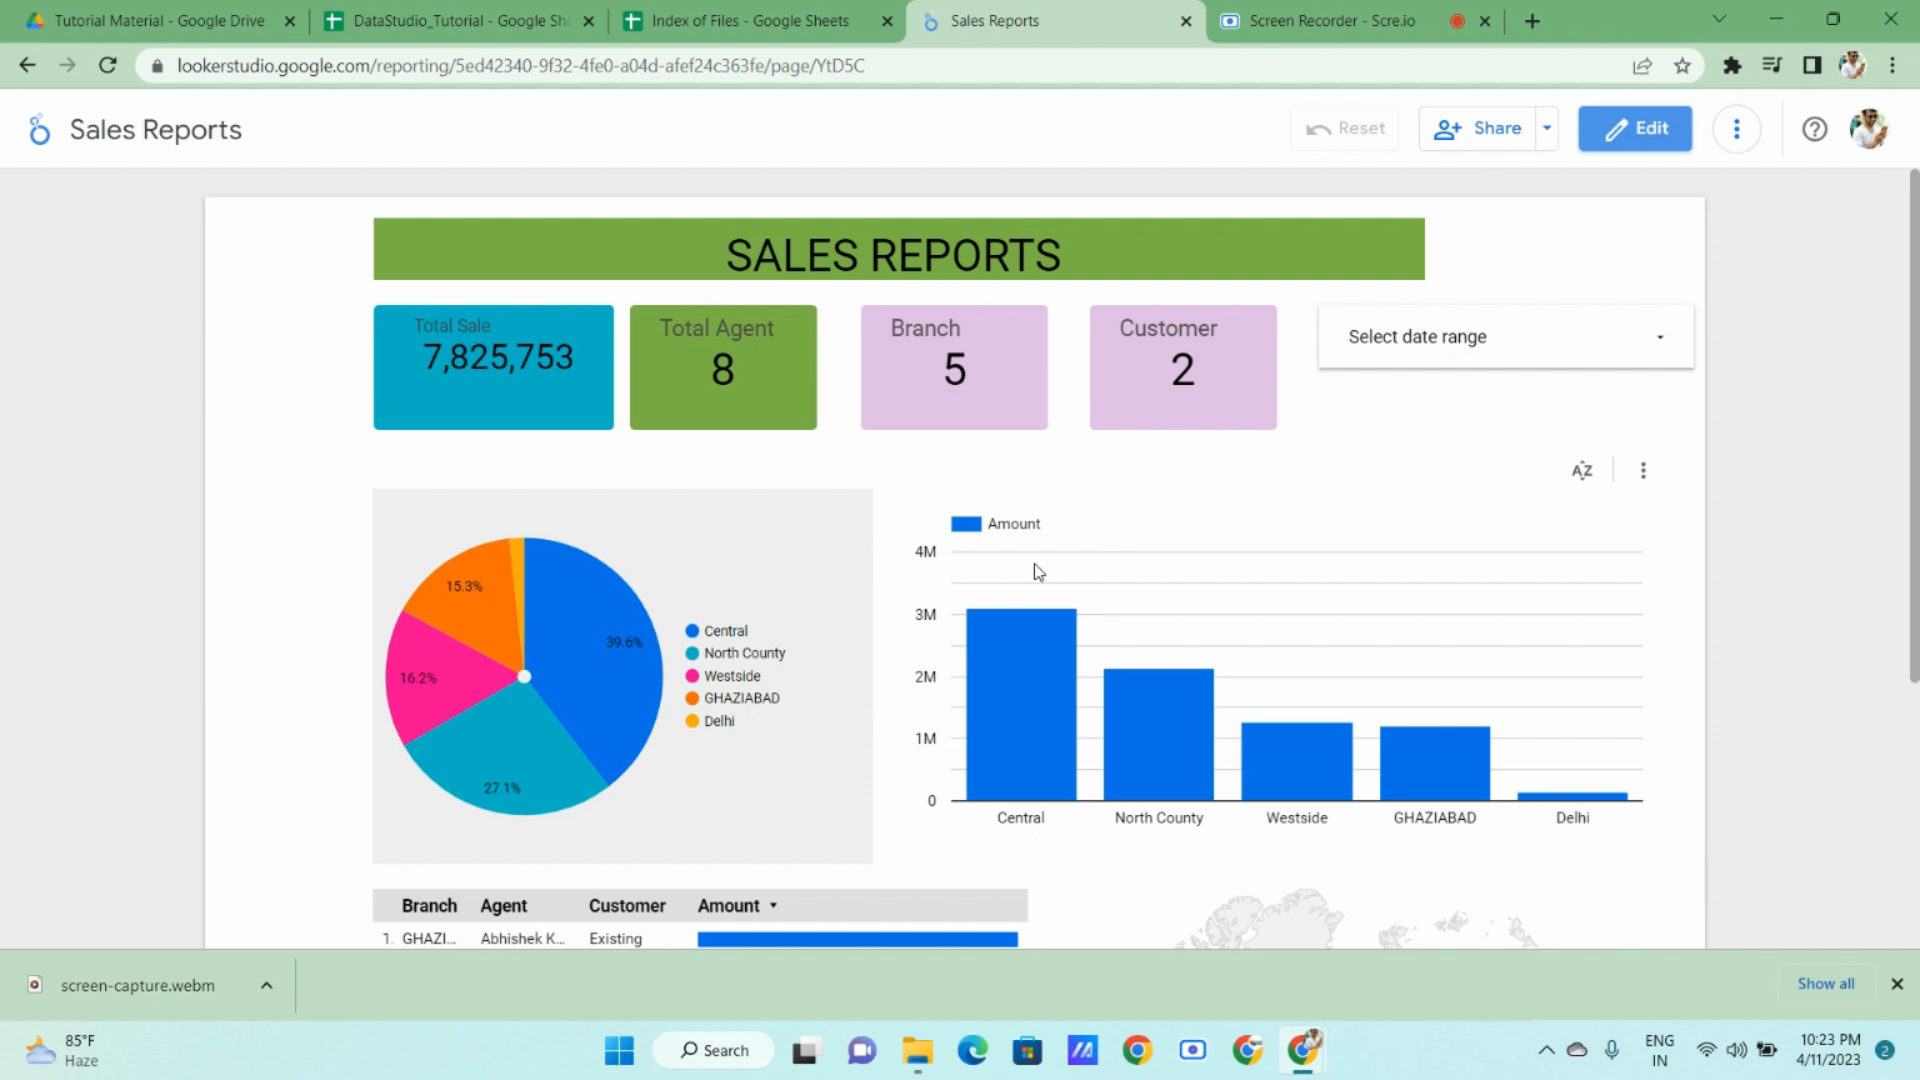 Tutorial Material - Google Drive
DataStudio_Tutorial - Google She
Index of Files - Google Sheets
Sales Reports
Screen Recorder - Scre.io
lookerstudio.google.com/reporting/5ed42340-9f32-4fe0-a04d-afef24c363fe/page/YtD5C
Sales Reports
Reset
Share
Edit
SALES REPORTS
Total Sale
7,825,753
Total Agent
8
Branch
5
Customer
2
Select date range
AZ
39.6%
27.1%
16.2%
15.3%
Central
North County
Westside
GHAZIABAD
Delhi
Amount
4M
3M
2M
1M
0
Central North County Westside GHAZIABAD Delhi
Branch Agent Customer Amount
1. GHAZI... Abhishek K... Existing
screen-capture.webm
Show all
85°F
Haze
Search
ENG
IN
10:23 PM
4/11/2023
2